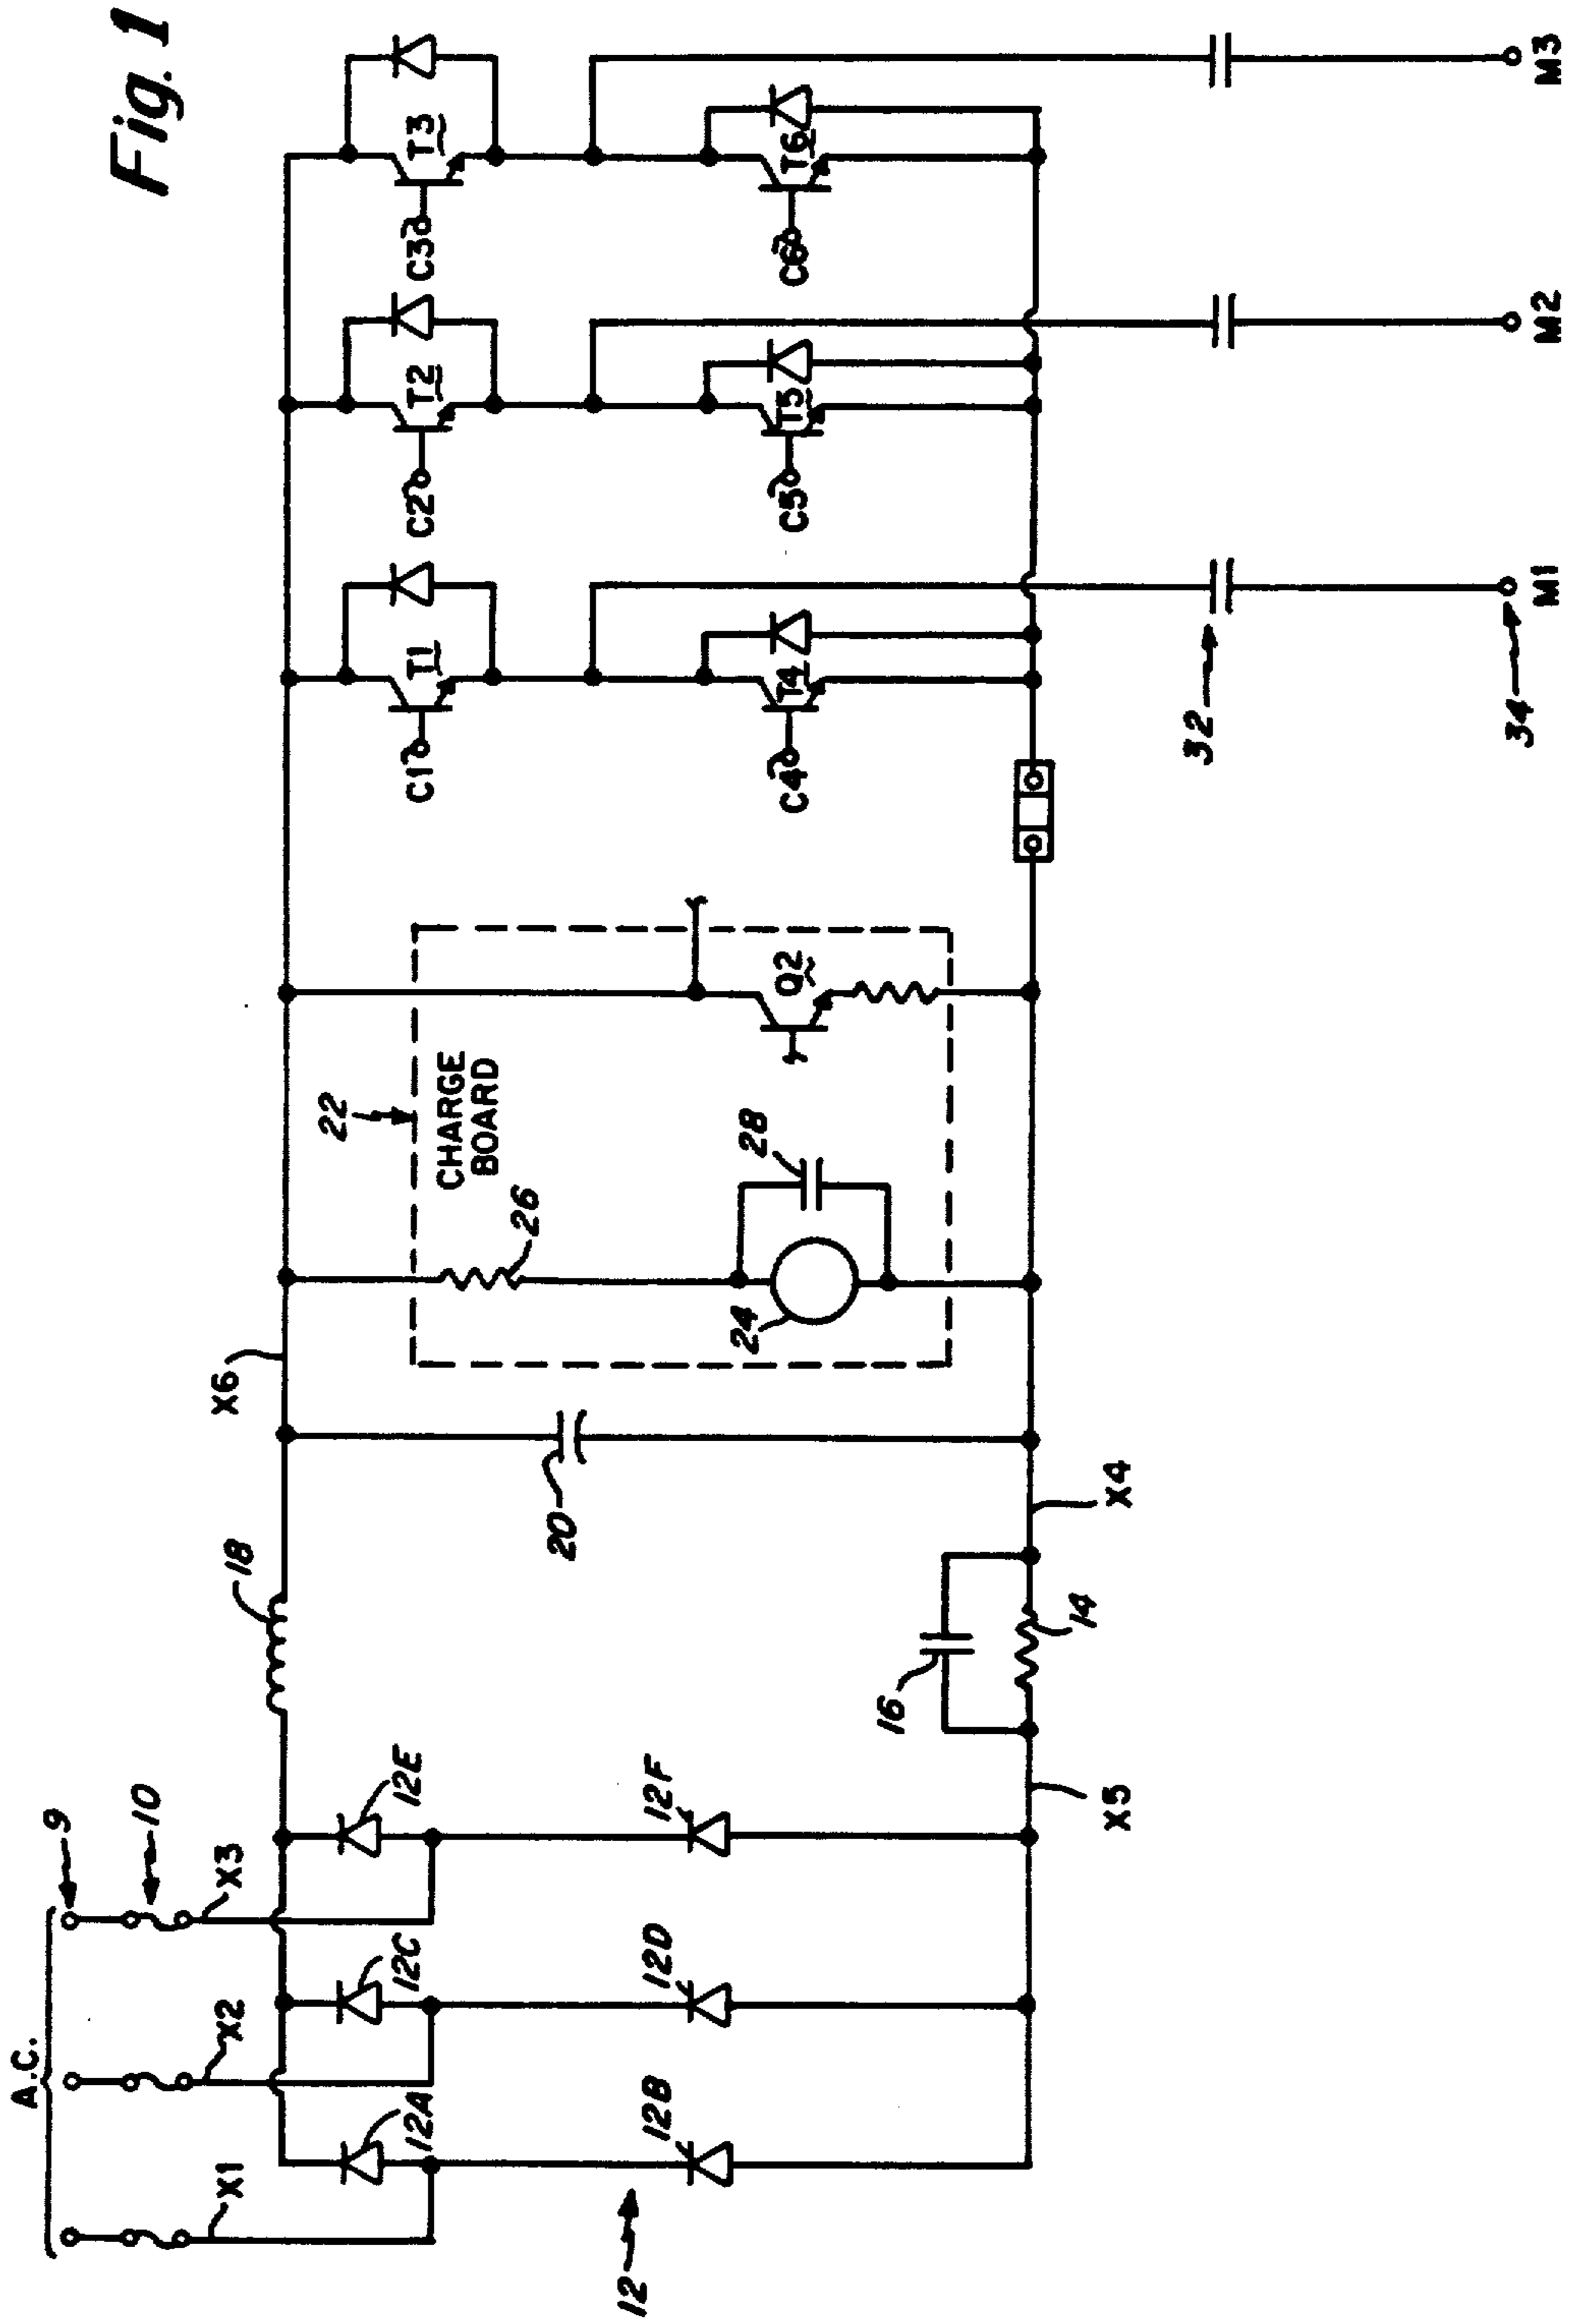 Fig. 1
A.C.
9
10
X1
X2
X3
12
12A
12B
12C
12D
12E
12F
18
16
14
X5
X4
X6
20
22
CHARGE
BOARD
26
24
28
Q2
C1
T1
C2
T2
C3
T3
C4
T4
C5
T5
C6
T6
32
34
M1
M2
M3